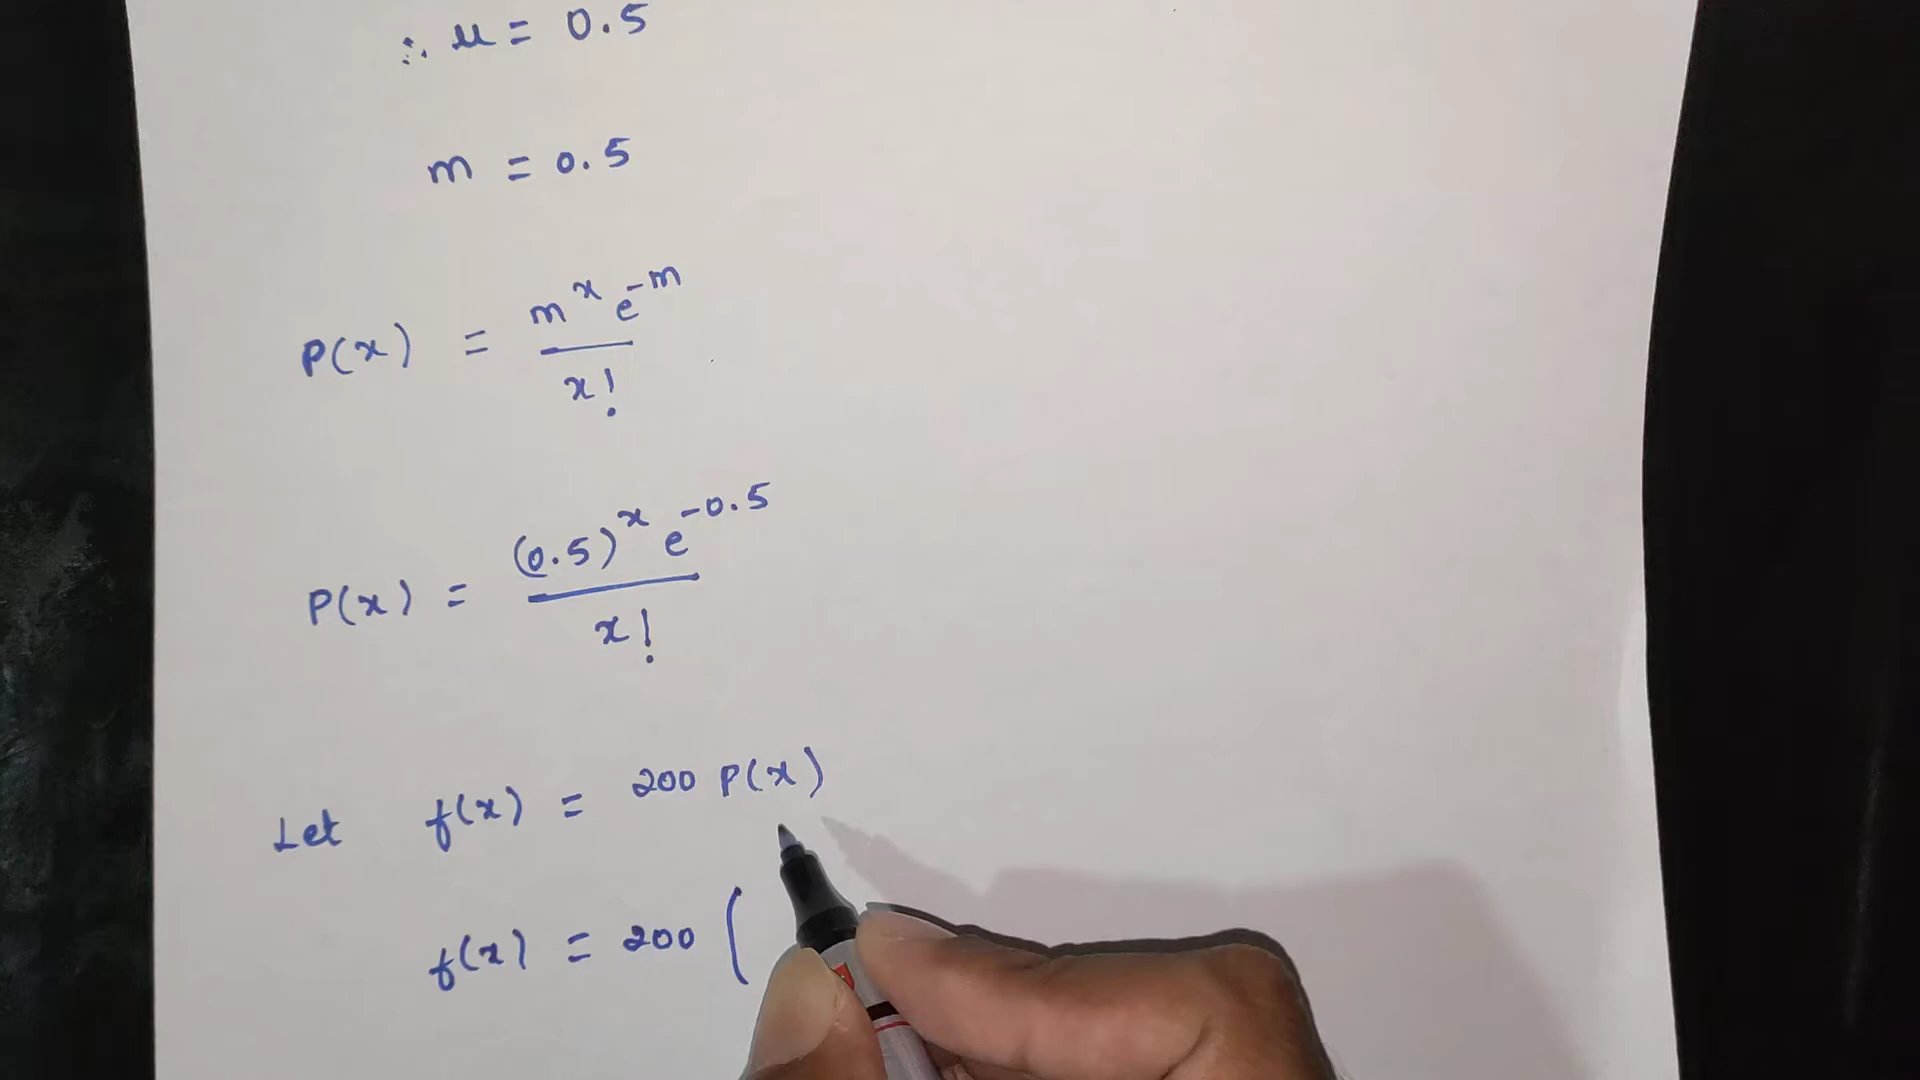 ∴ μ = 0.5
m = 0.5
P(x) = m^x e^-m / x!
P(x) = (0.5)^x e^-0.5 / x!
Let f(x) = 200 P(x)
f(x) = 200 (